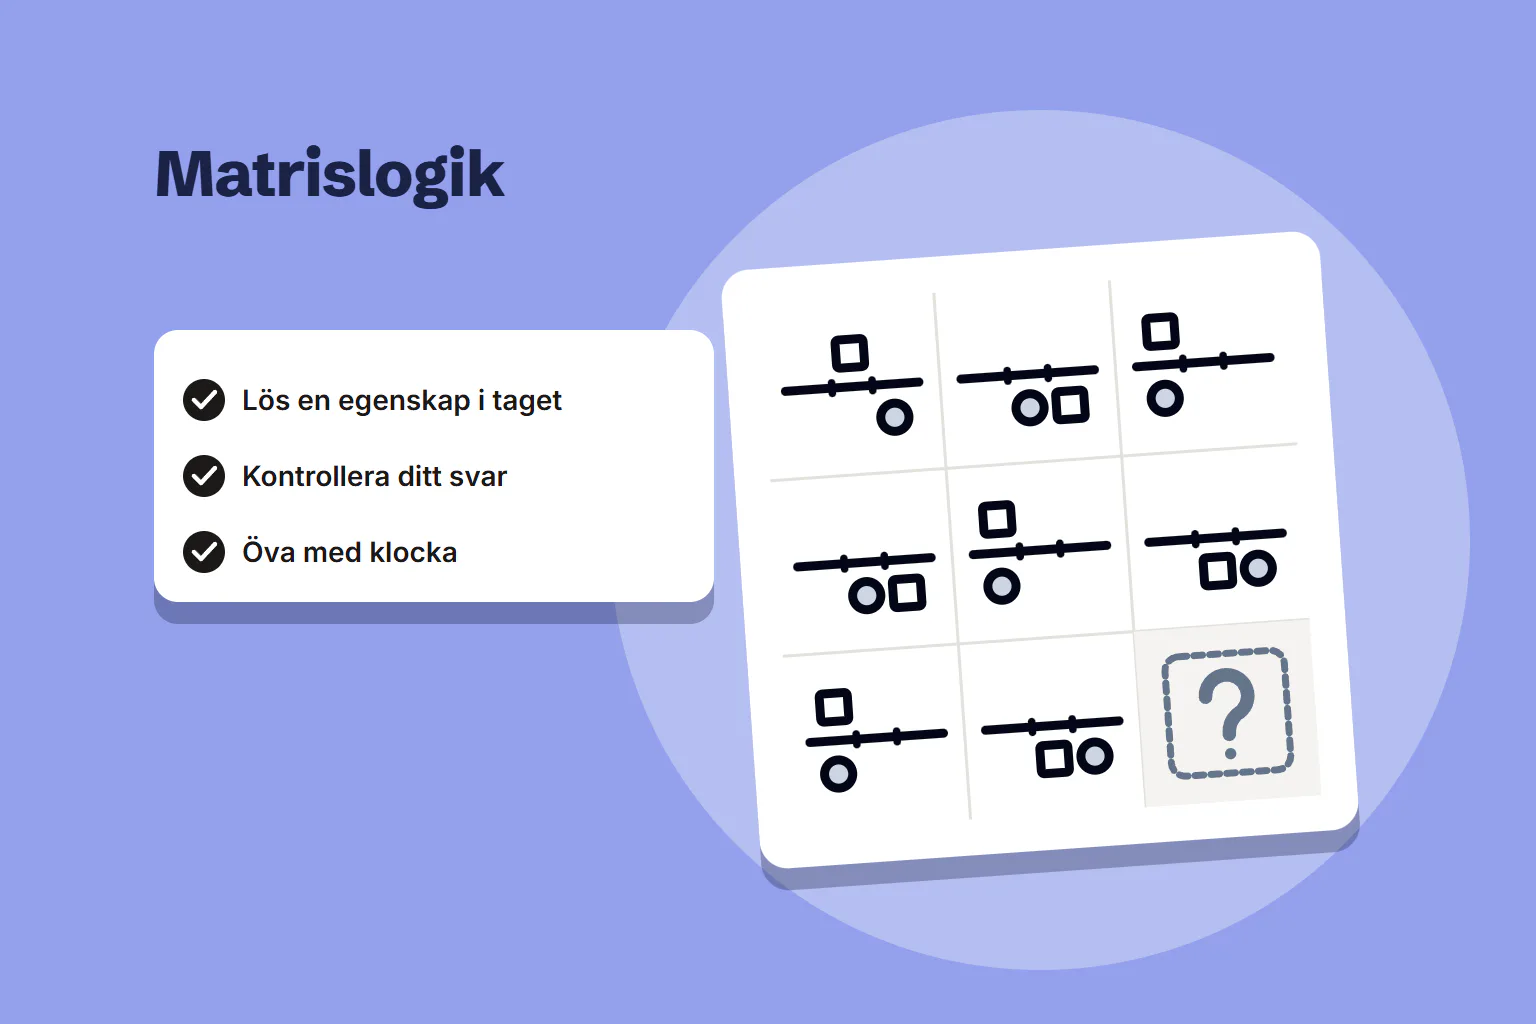 Matrislogik
Lös en egenskap i taget
Kontrollera ditt svar
Öva med klocka
?